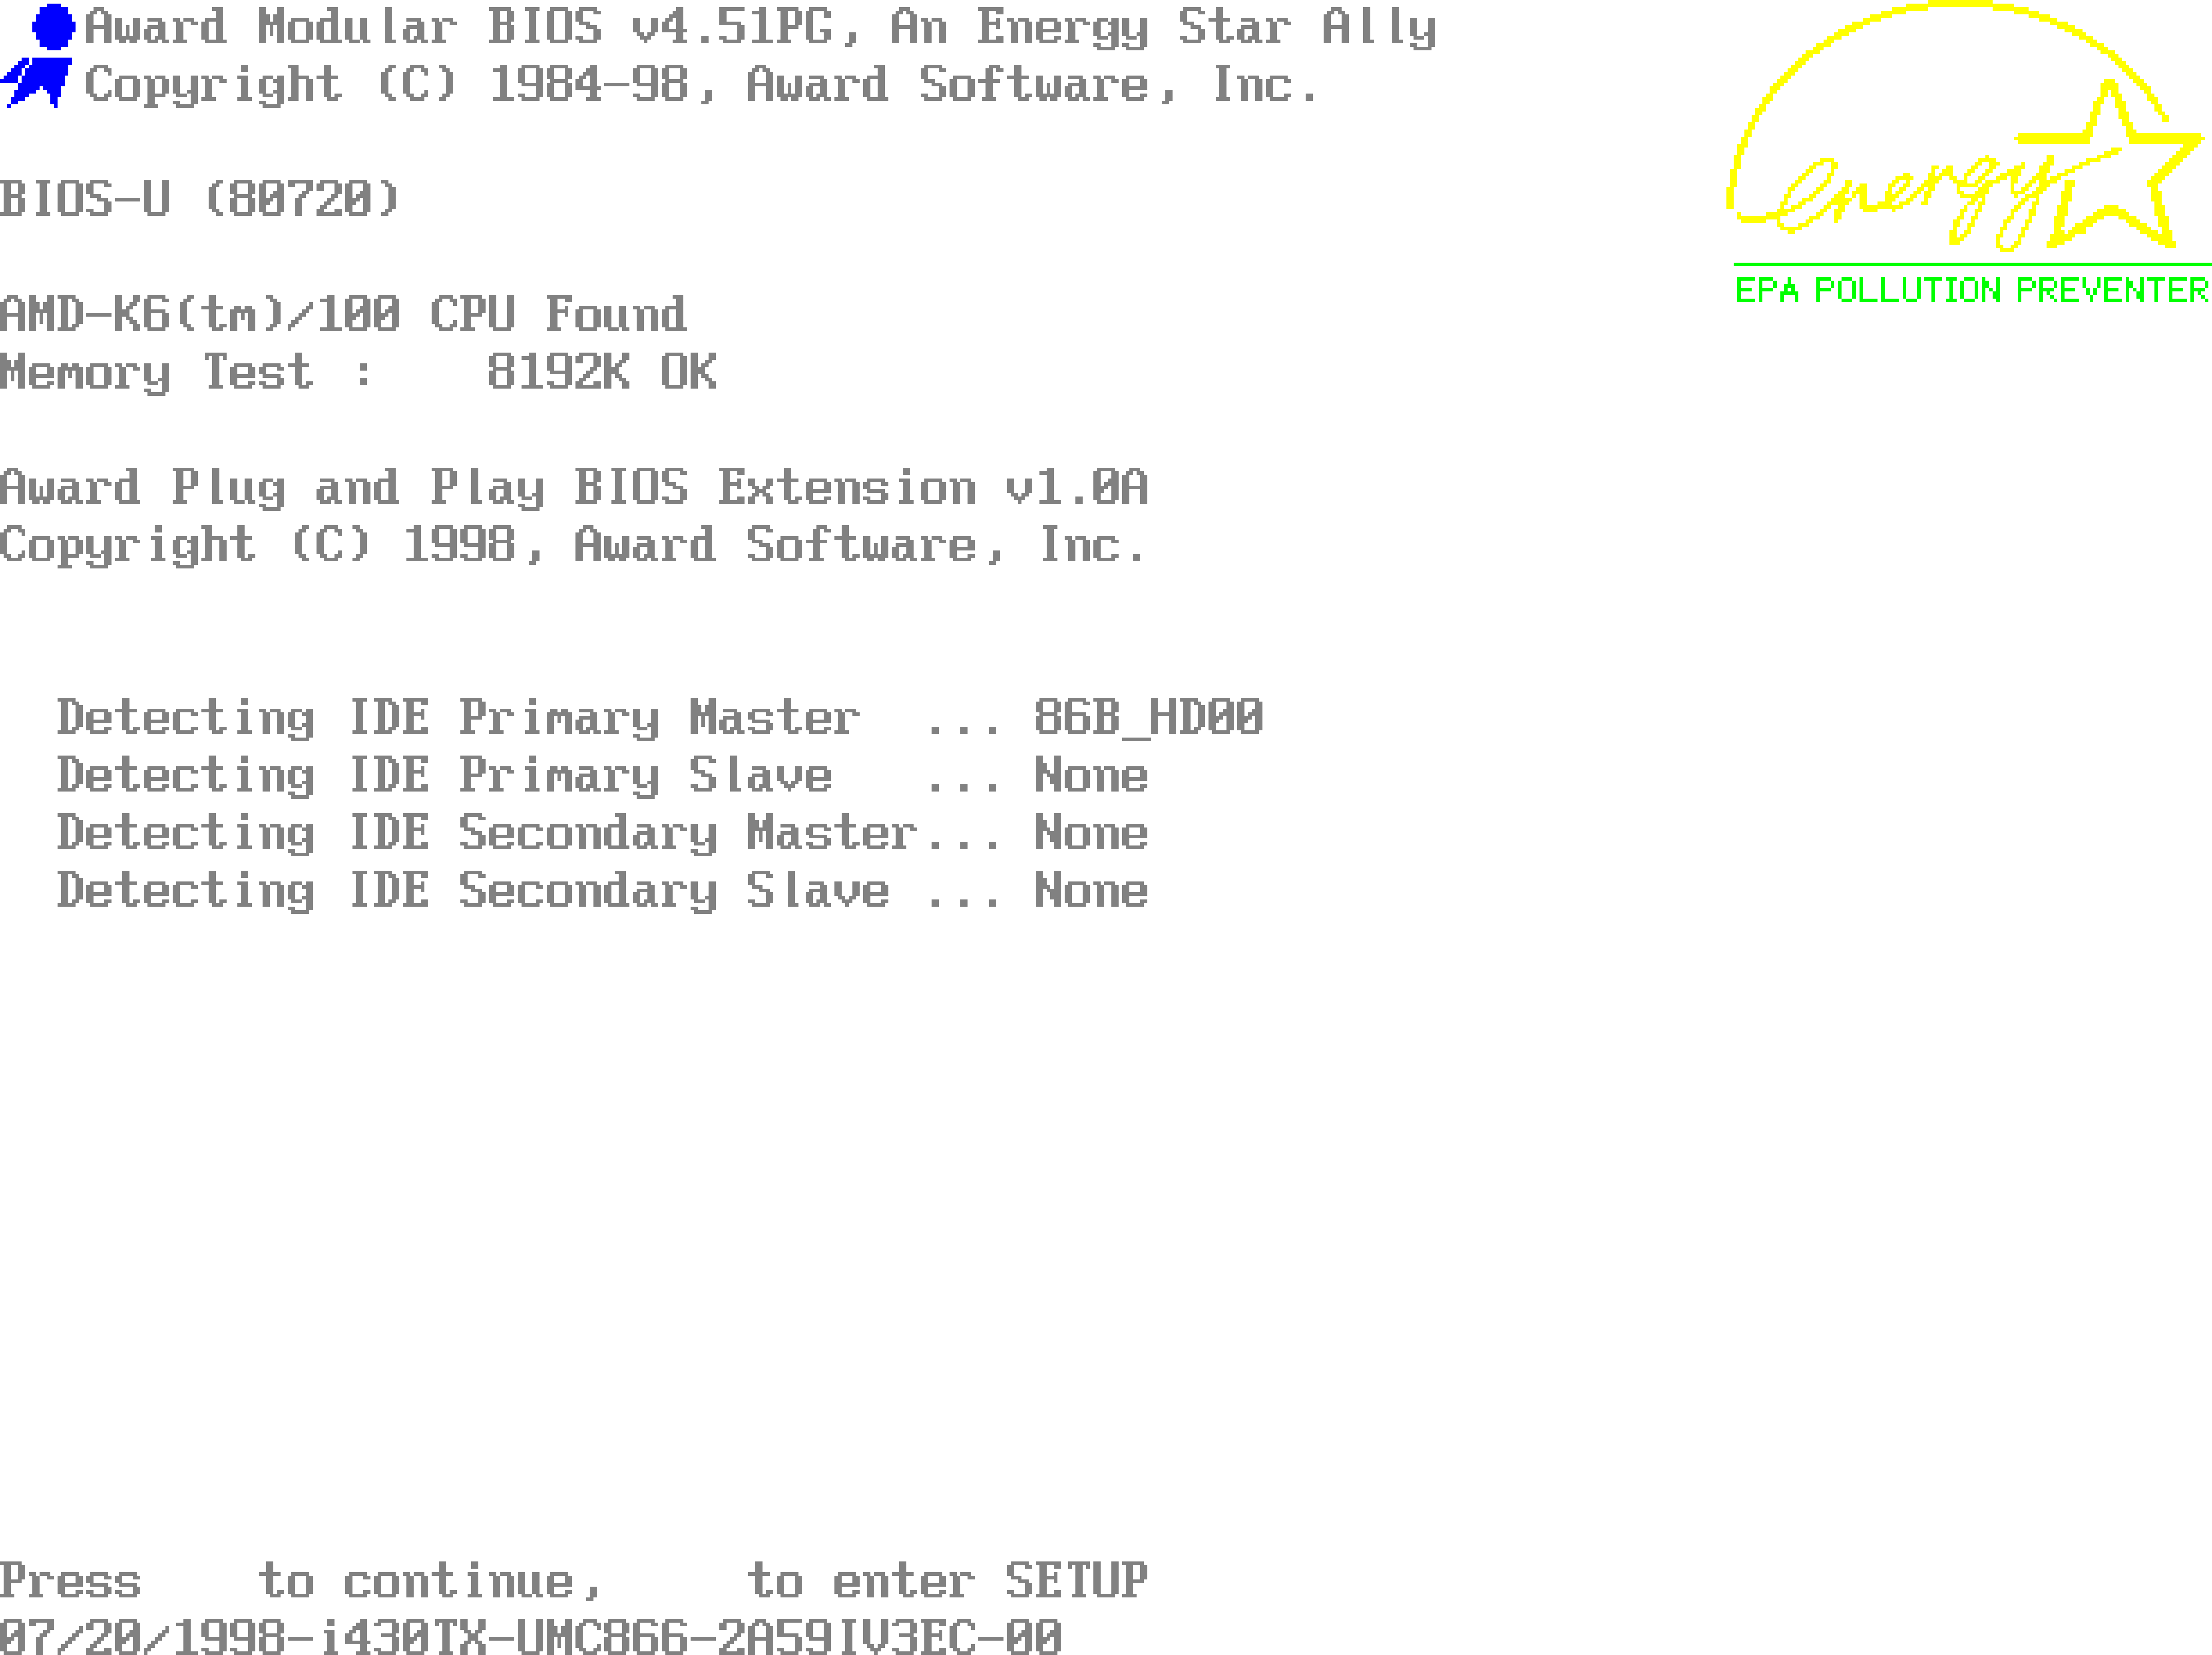 Award Modular BIOS v4.51PG, An Energy Star Ally
Copyright (C) 1984-98, Award Software, Inc.
energy
EPA POLLUTION PREVENTER
BIOS-U (80720)
AMD-K6(tm)/100 CPU Found
Memory Test :    8192K OK
Award Plug and Play BIOS Extension v1.0A
Copyright (C) 1998, Award Software, Inc.
Detecting IDE Primary Master  ... 86B_HD00
Detecting IDE Primary Slave   ... None
Detecting IDE Secondary Master... None
Detecting IDE Secondary Slave ... None
Press    to continue,     to enter SETUP
07/20/1998-i430TX-UMC866-2A59IV3EC-00